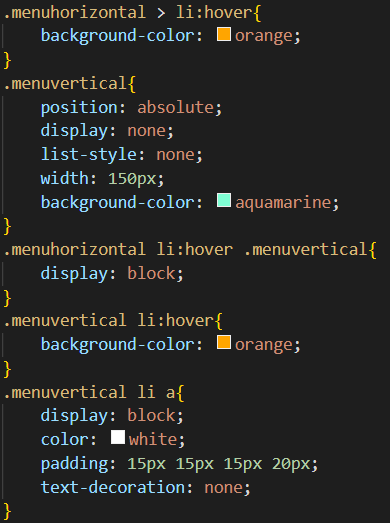 .menuhorizontal > li:hover{
    background-color: orange;
}
.menuvertical{
    position: absolute;
    display: none;
    list-style: none;
    width: 150px;
    background-color: aquamarine;
}
.menuhorizontal li:hover .menuvertical{
    display: block;
}
.menuvertical li:hover{
    background-color: orange;
}
.menuvertical li a{
    display: block;
    color: white;
    padding: 15px 15px 15px 20px;
    text-decoration: none;
}